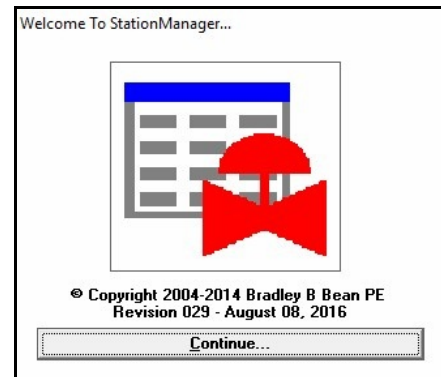 Welcome To StationManager...
© Copyright 2004-2014 Bradley B Bean PE
Revision 029 - August 08, 2016
Continue...